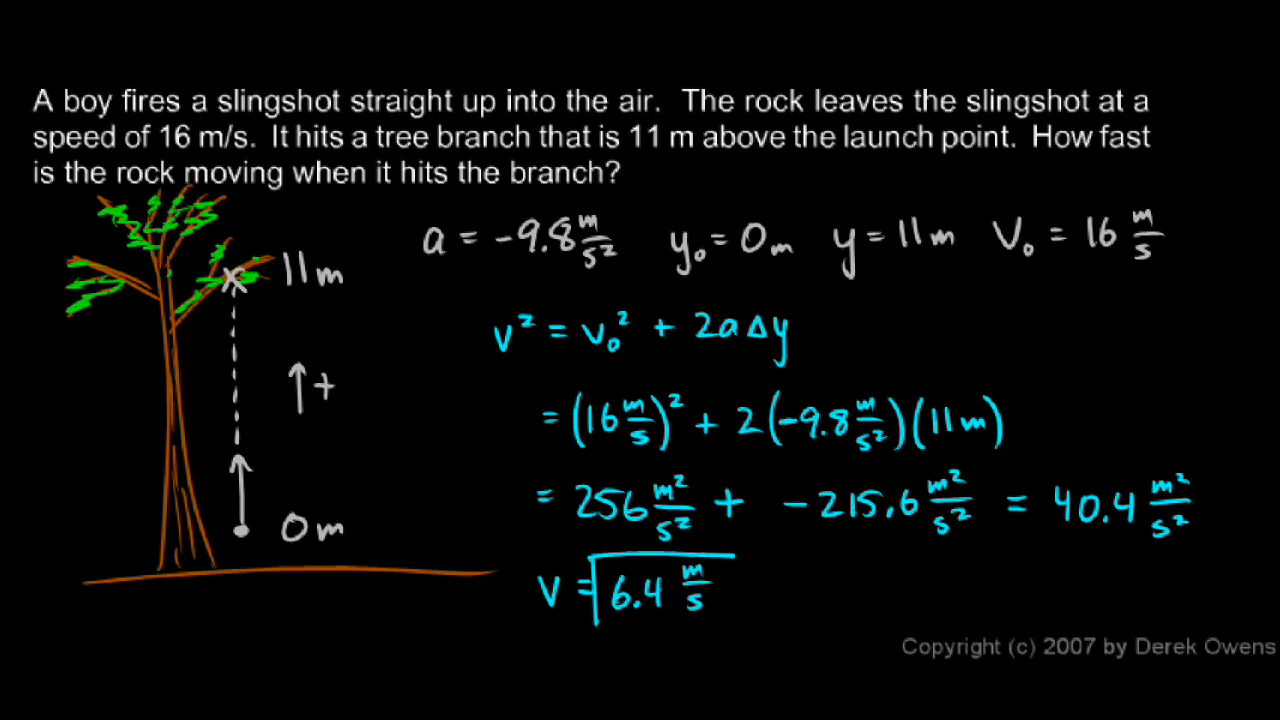 A boy fires a slingshot straight up into the air. The rock leaves the slingshot at a
speed of 16 m/s. It hits a tree branch that is 11 m above the launch point. How fast
is the rock moving when it hits the branch?
a = -9.8 m/s² y₀ = 0 m y = 11 m V₀ = 16 m/s
11 m
v² = v₀² + 2a Δy
↑ +
= (16 m/s)² + 2(-9.8 m/s²)(11 m)
= 256 m²/s² + -215.6 m²/s² = 40.4 m²/s²
0 m
v = 6.4 m/s
Copyright (c) 2007 by Derek Owens